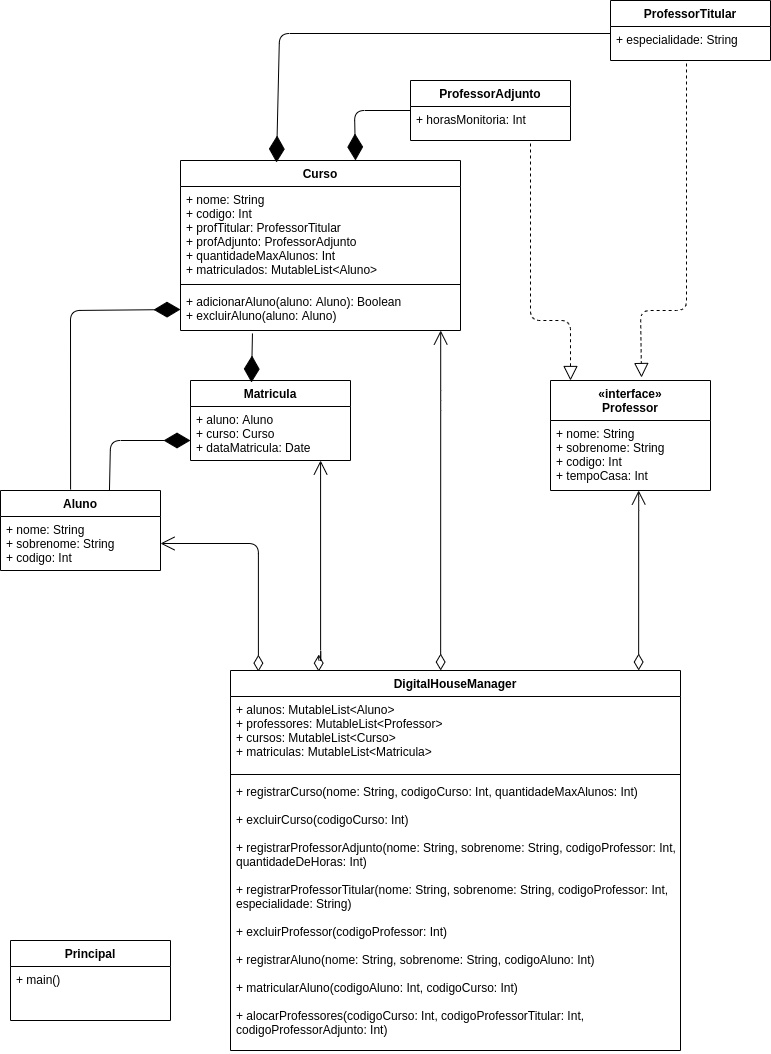 ProfessorTitular
+ especialidade: String
ProfessorAdjunto
+ horasMonitoria: Int
Curso
+ nome: String
+ codigo: Int
+ profTitular: ProfessorTitular
+ profAdjunto: ProfessorAdjunto
+ quantidadeMaxAlunos: Int
+ matriculados: MutableList<Aluno>
+ adicionarAluno(aluno: Aluno): Boolean
+ excluirAluno(aluno: Aluno)
Matricula
+ aluno: Aluno
+ curso: Curso
+ dataMatricula: Date
«interface»
Professor
+ nome: String
+ sobrenome: String
+ codigo: Int
+ tempoCasa: Int
Aluno
+ nome: String
+ sobrenome: String
+ codigo: Int
DigitalHouseManager
+ alunos: MutableList<Aluno>
+ professores: MutableList<Professor>
+ cursos: MutableList<Curso>
+ matriculas: MutableList<Matricula>
+ registrarCurso(nome: String, codigoCurso: Int, quantidadeMaxAlunos: Int)
+ excluirCurso(codigoCurso: Int)
+ registrarProfessorAdjunto(nome: String, sobrenome: String, codigoProfessor: Int,
quantidadeDeHoras: Int)
+ registrarProfessorTitular(nome: String, sobrenome: String, codigoProfessor: Int,
especialidade: String)
+ excluirProfessor(codigoProfessor: Int)
+ registrarAluno(nome: String, sobrenome: String, codigoAluno: Int)
+ matricularAluno(codigoAluno: Int, codigoCurso: Int)
+ alocarProfessores(codigoCurso: Int, codigoProfessorTitular: Int,
codigoProfessorAdjunto: Int)
Principal
+ main()